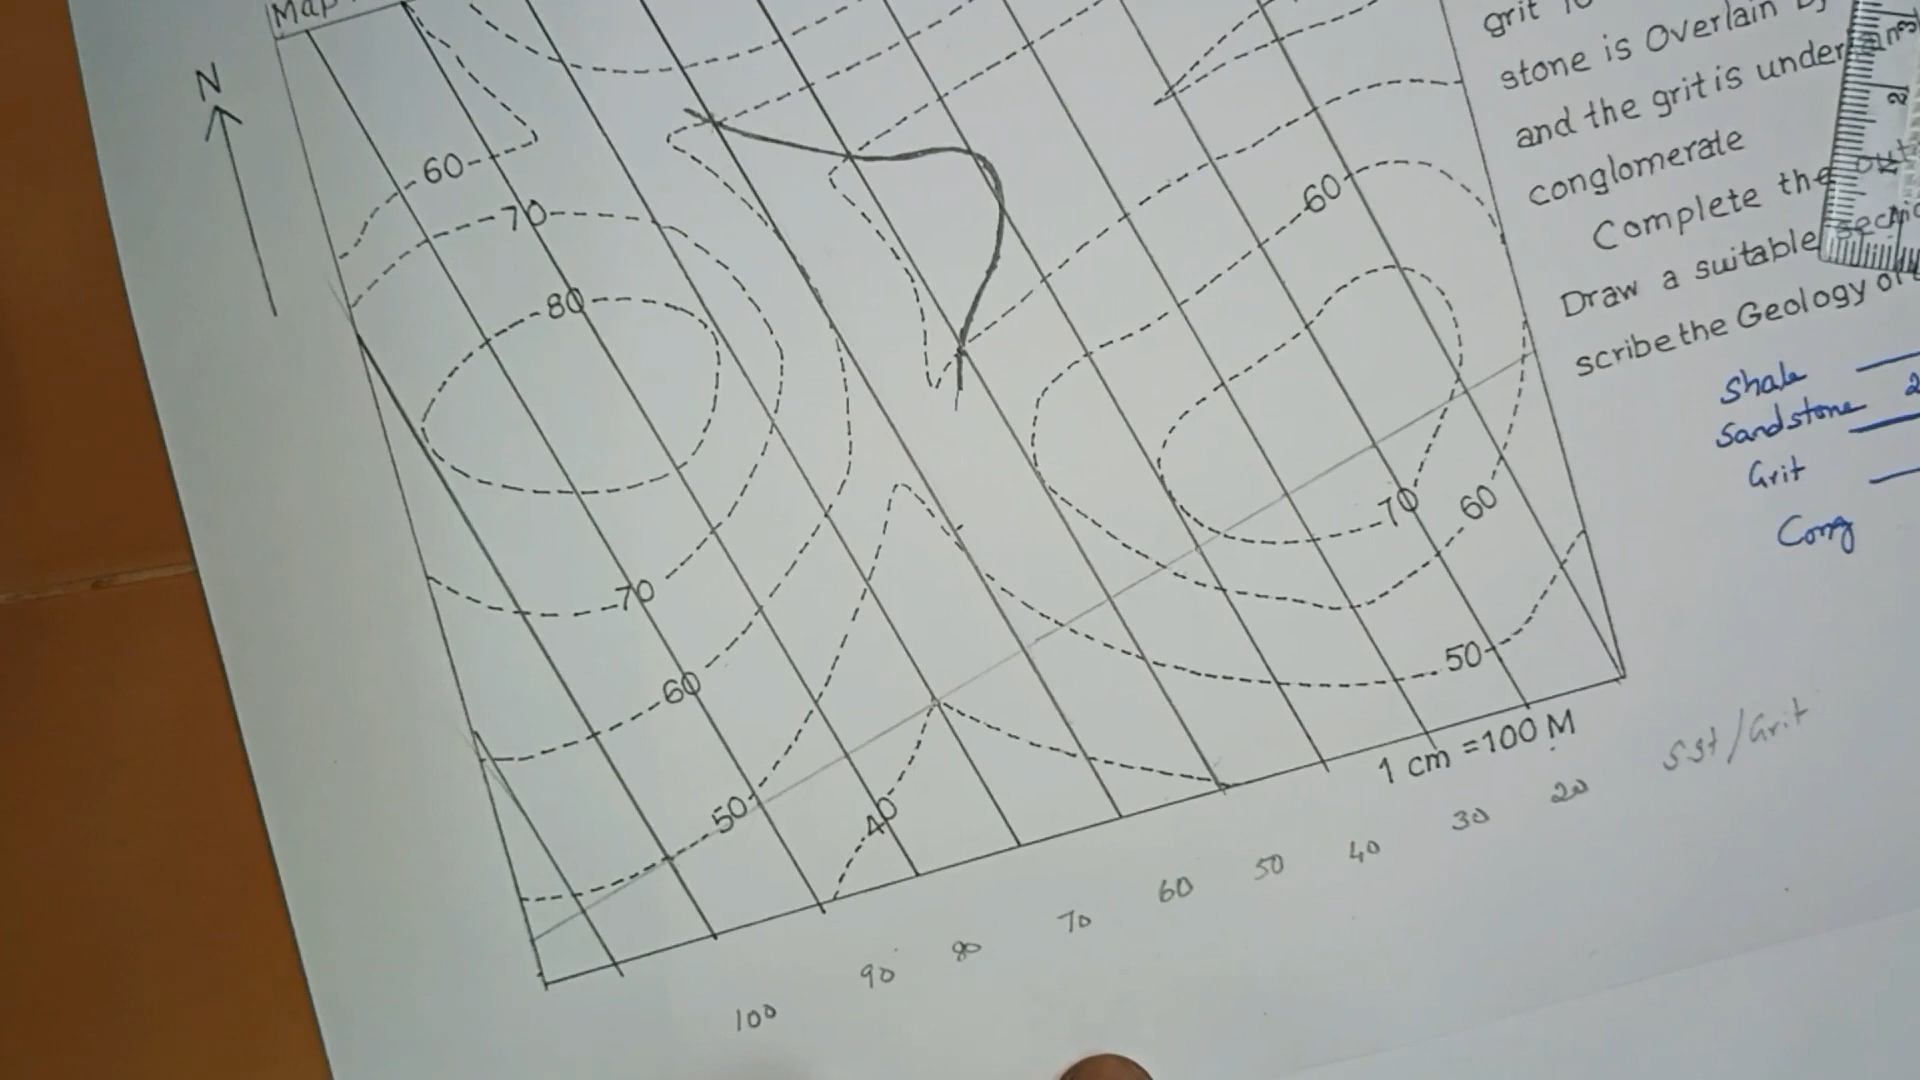 Map
N
60
70
80
60
70
60
50
40
70
60
50
1 cm =100 M
grit
stone is Overlain
and the grit is under
conglomerate
Complete the
Draw a suitable
scribe the Geology of
Shale
Sandstone 2
Grit
Cong
Sst/Grit
100 90 80 70 60 50 40 30 20
2